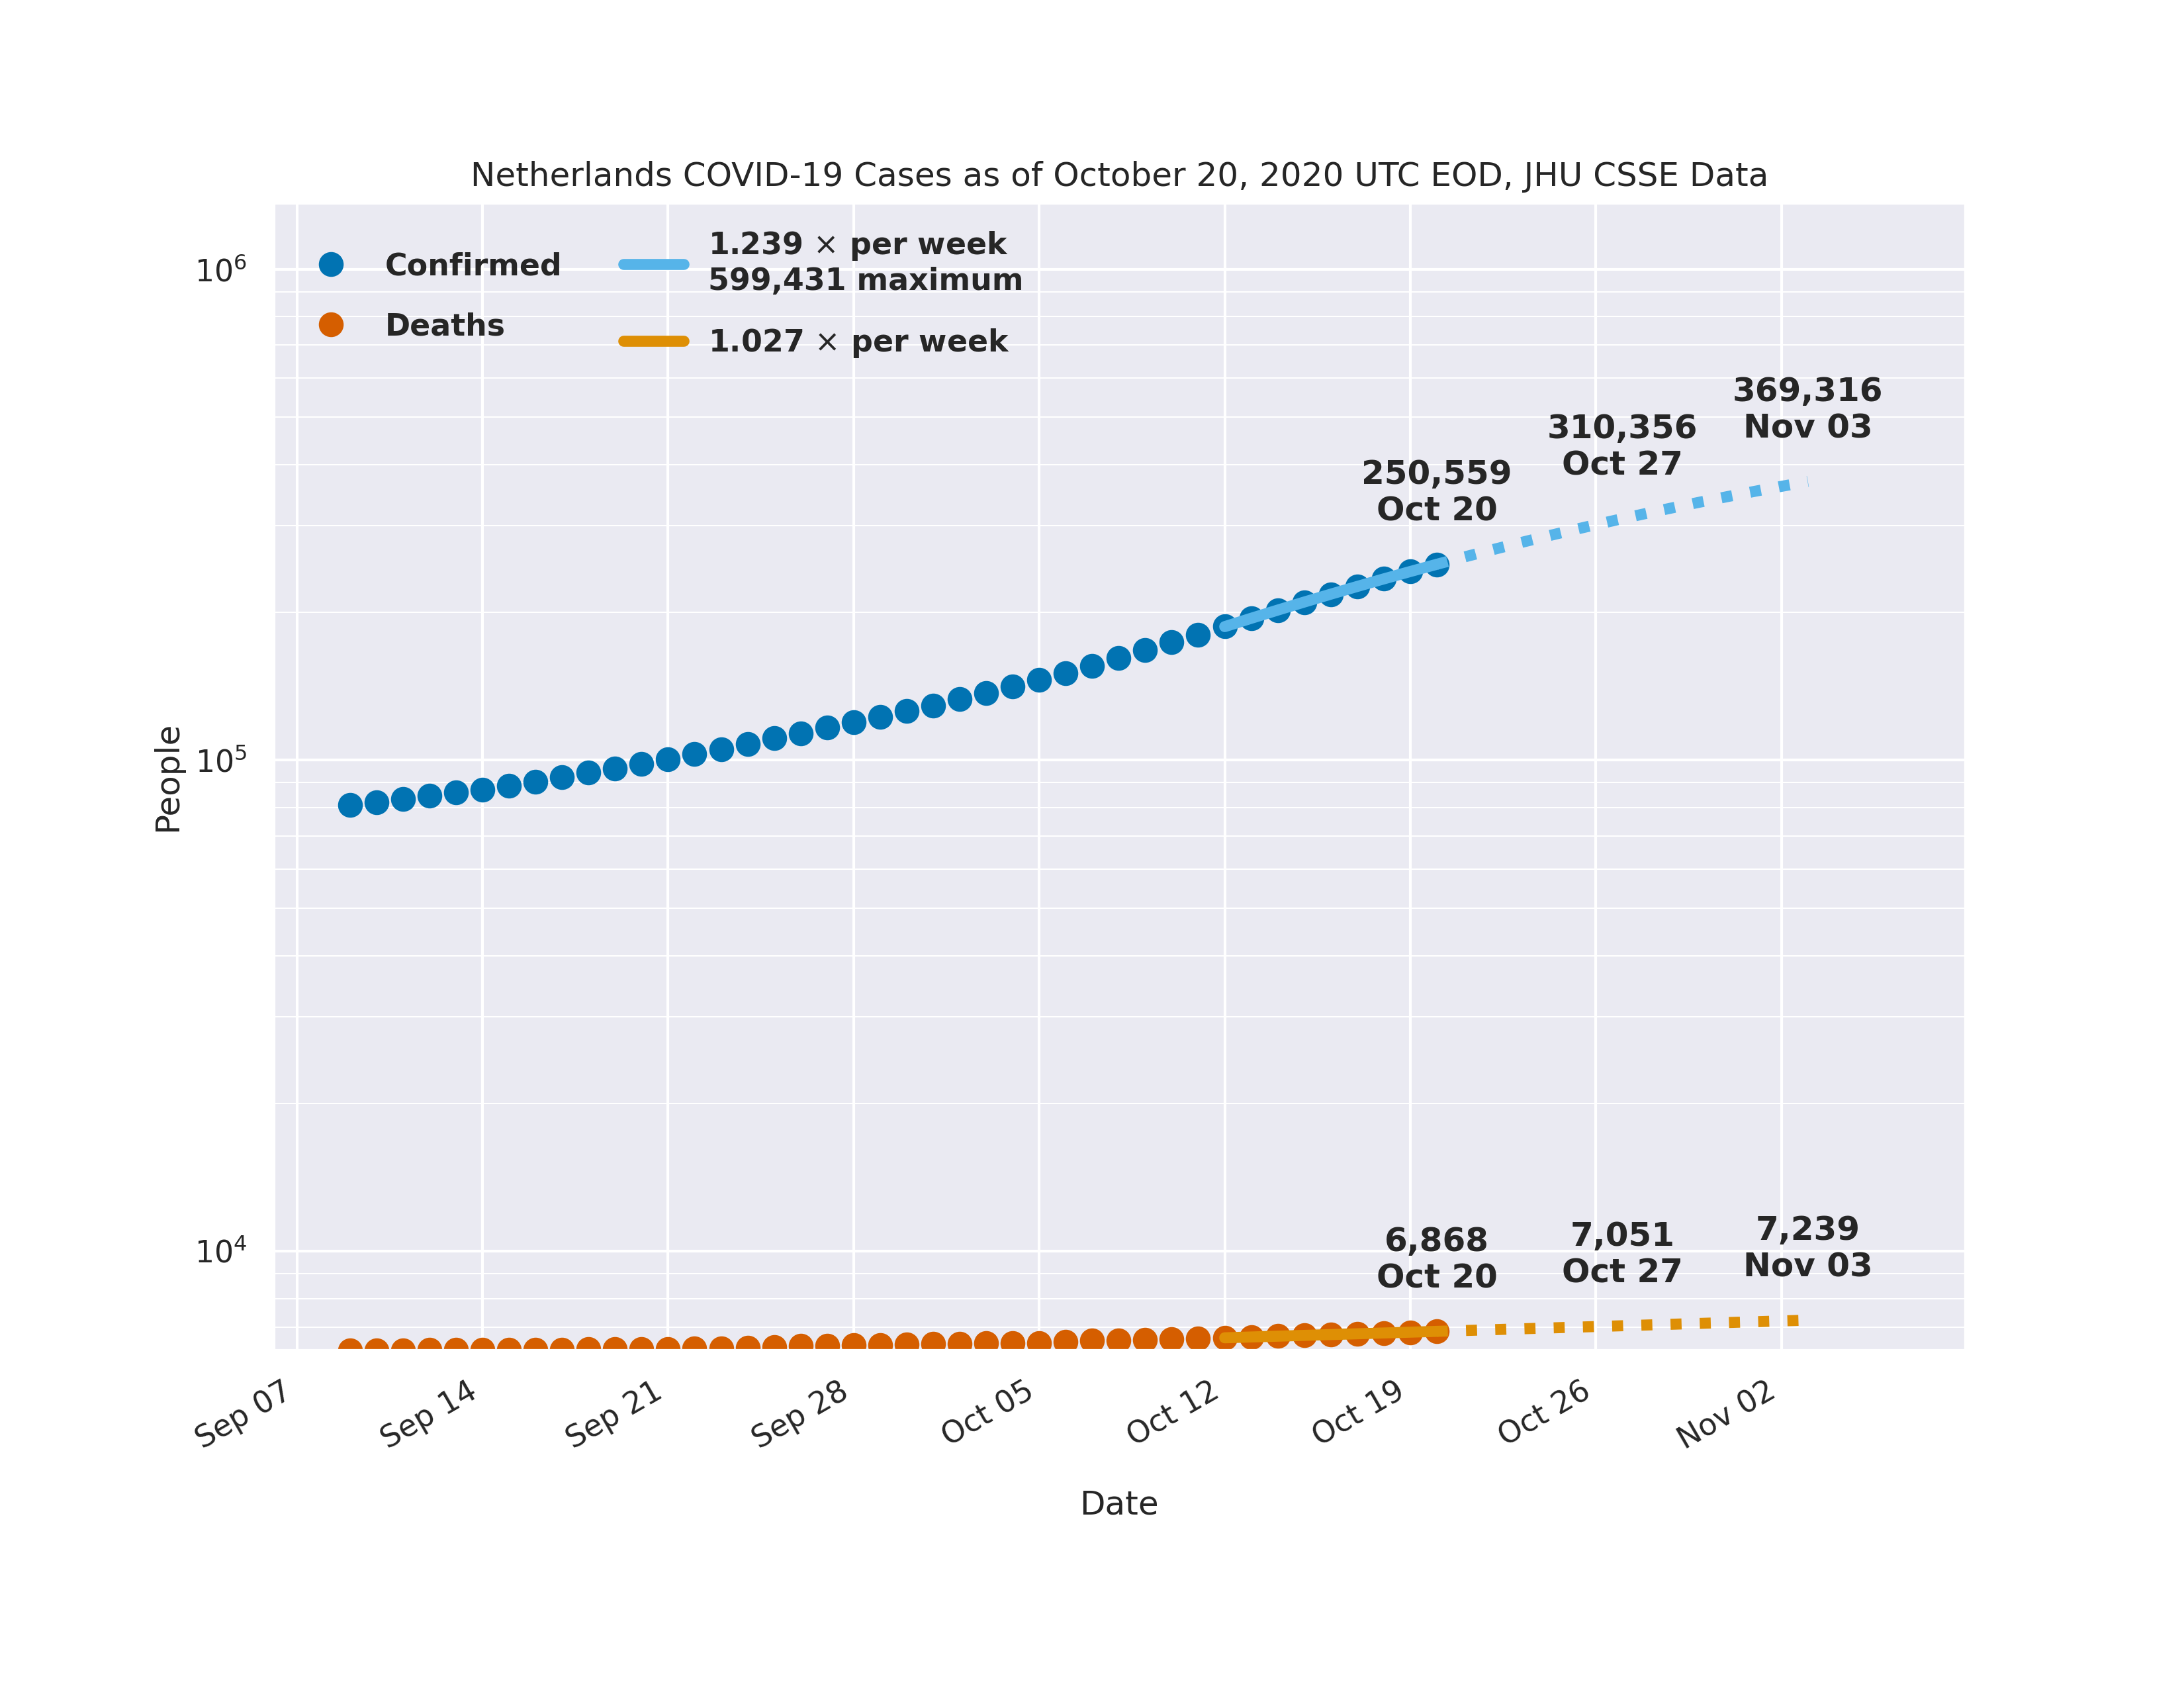 Netherlands COVID-19 Cases as of October 20, 2020 UTC EOD, JHU CSSE Data
Confirmed
Deaths
1.239 × per week
599,431 maximum
1.027 × per week
10⁶
10⁵
10⁴
People
250,559
Oct 20
310,356
Oct 27
369,316
Nov 03
6,868
Oct 20
7,051
Oct 27
7,239
Nov 03
Sep 07
Sep 14
Sep 21
Sep 28
Oct 05
Oct 12
Oct 19
Oct 26
Nov 02
Date